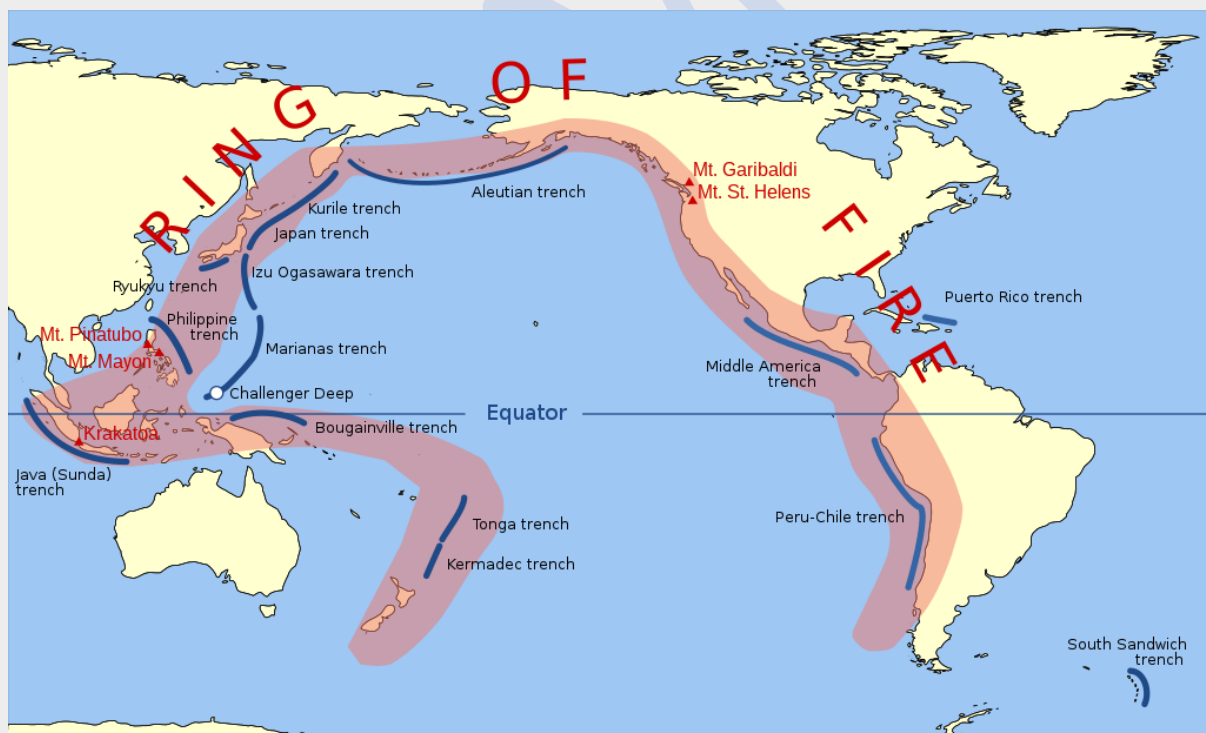 RING OF FIRE
Mt. Garibaldi
Mt. St. Helens
Aleutian trench
Kurile trench
Japan trench
Izu Ogasawara trench
Ryukyu trench
Puerto Rico trench
Philippine
trench
Mt. Pinatubo
Mt. Mayon
Marianas trench
Middle America
trench
Challenger Deep
Equator
Bougainville trench
Krakatoa
Java (Sunda)
trench
Peru-Chile trench
Tonga trench
Kermadec trench
South Sandwich
trench